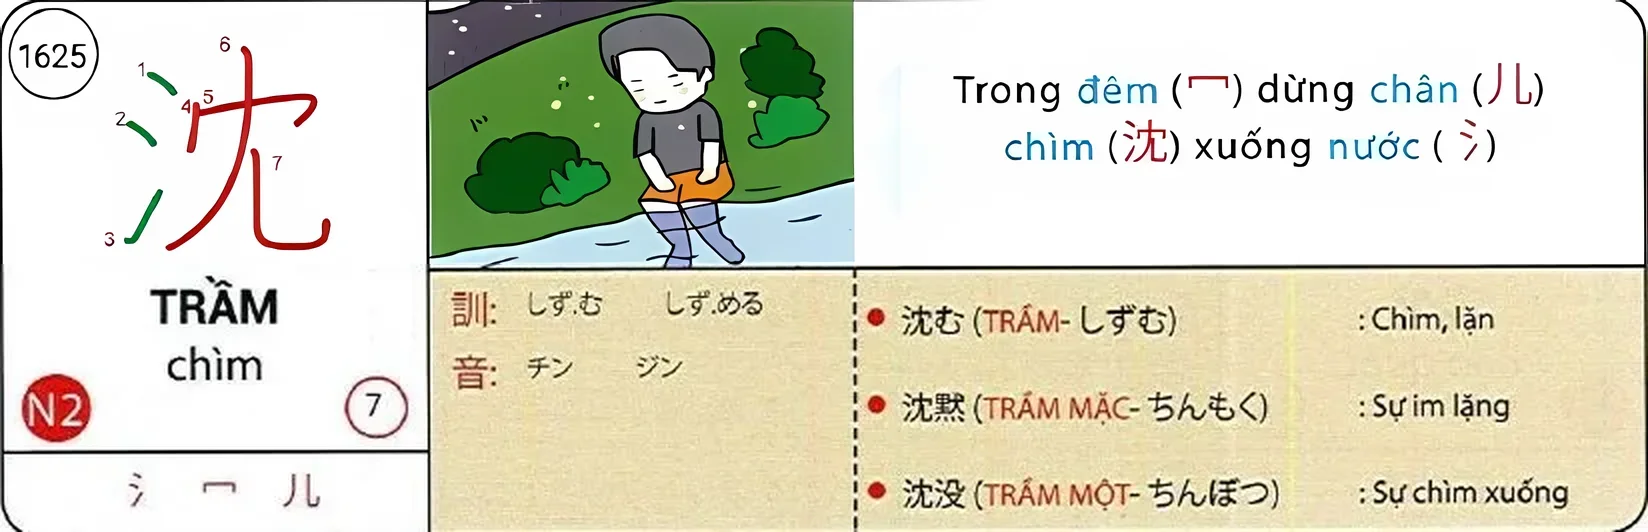 1625
1
2
3
4
5
6
7
沈
TRẦM
chìm
N2
7
氵 冖 儿
Trong đêm (冖) dừng chân (儿)
chìm (沈) xuống nước (氵)
訓: しず.む しず.める
音: チン ジン
沈む (TRẦM- しずむ) : Chìm, lặn
沈黙 (TRẦM MẶC- ちんもく) : Sự im lặng
沈没 (TRẦM MỘT- ちんぼつ) : Sự chìm xuống